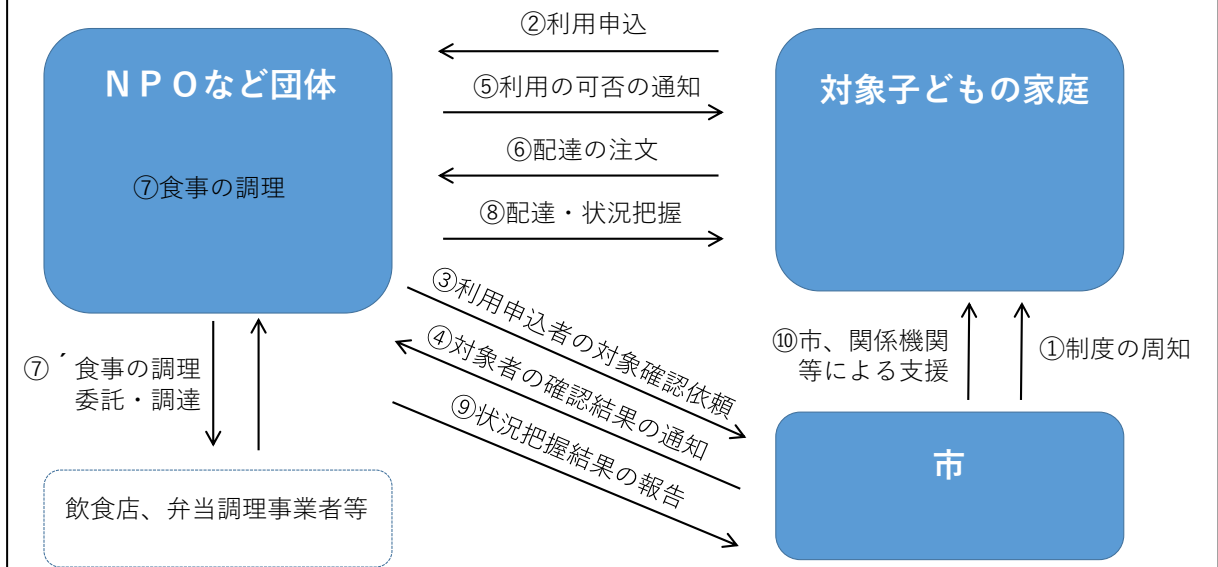 ②利用申込
NPOなど団体
対象子どもの家庭
⑤利用の可否の通知
⑥配達の注文
⑦食事の調理
⑧配達・状況把握
③利用申込者の対象確認依頼
④対象者の確認結果の通知
⑨状況把握結果の報告
⑩市、関係機関
等による支援
①制度の周知
⑦´食事の調理
委託・調達
市
飲食店、弁当調理事業者等